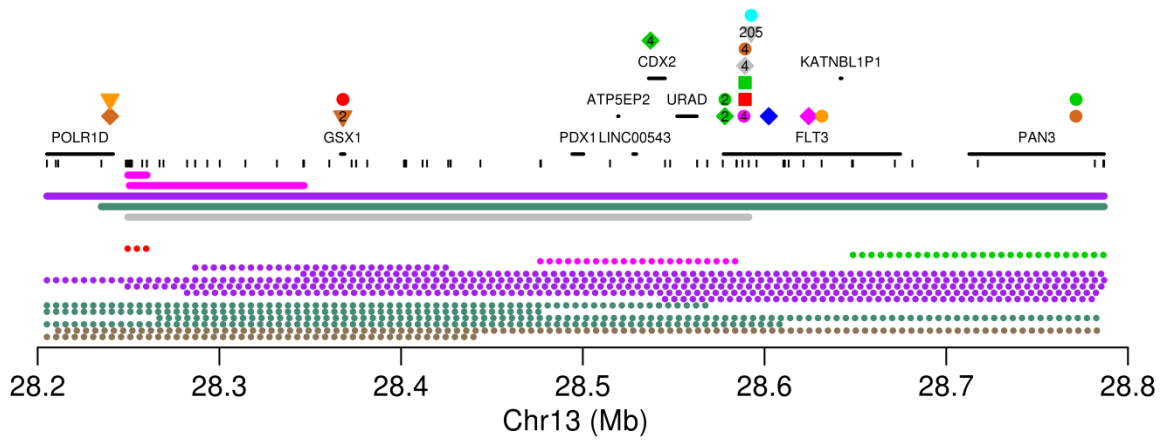 205
4
4
CDX2
4
KATNBL1P1
ATP5EP2
URAD
2
2
2
4
POLR1D
GSX1
PDX1
LINC00543
FLT3
PAN3
28.2
28.3
28.4
28.5
28.6
28.7
28.8
Chr13 (Mb)